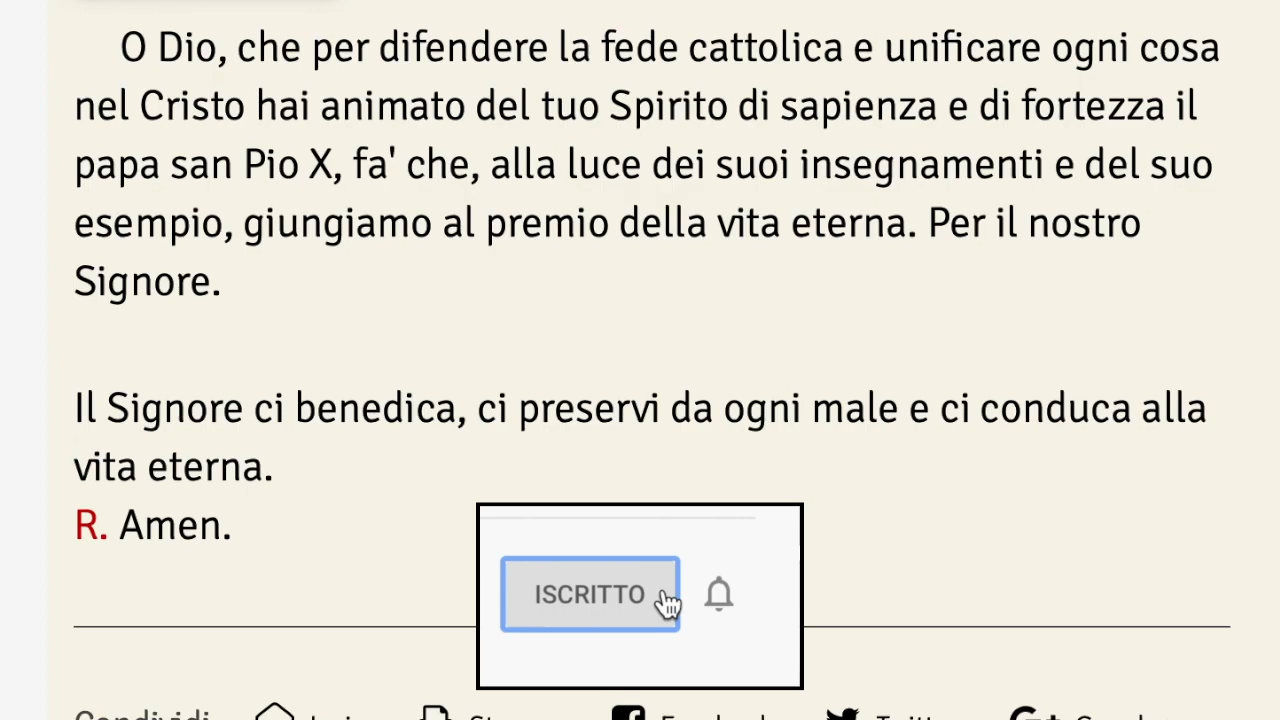 O Dio, che per difendere la fede cattolica e unificare ogni cosa
nel Cristo hai animato del tuo Spirito di sapienza e di fortezza il
papa san Pio X, fa' che, alla luce dei suoi insegnamenti e del suo
esempio, giungiamo al premio della vita eterna. Per il nostro
Signore.
Il Signore ci benedica, ci preservi da ogni male e ci conduca alla
vita eterna.
R. Amen.
ISCRITTO
Condividi